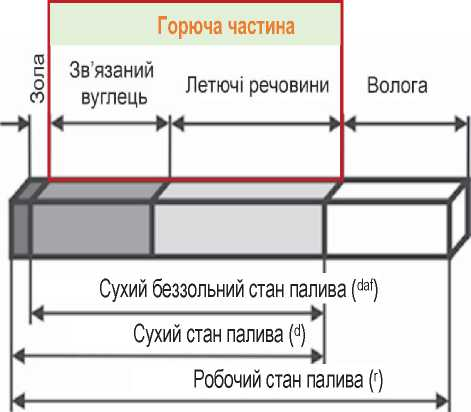 Горюча частина
Зола
Зв’язаний
вуглець
Летючі речовини
Волога
Сухий беззольний стан палива (daf)
Сухий стан палива (d)
Робочий стан палива (r)